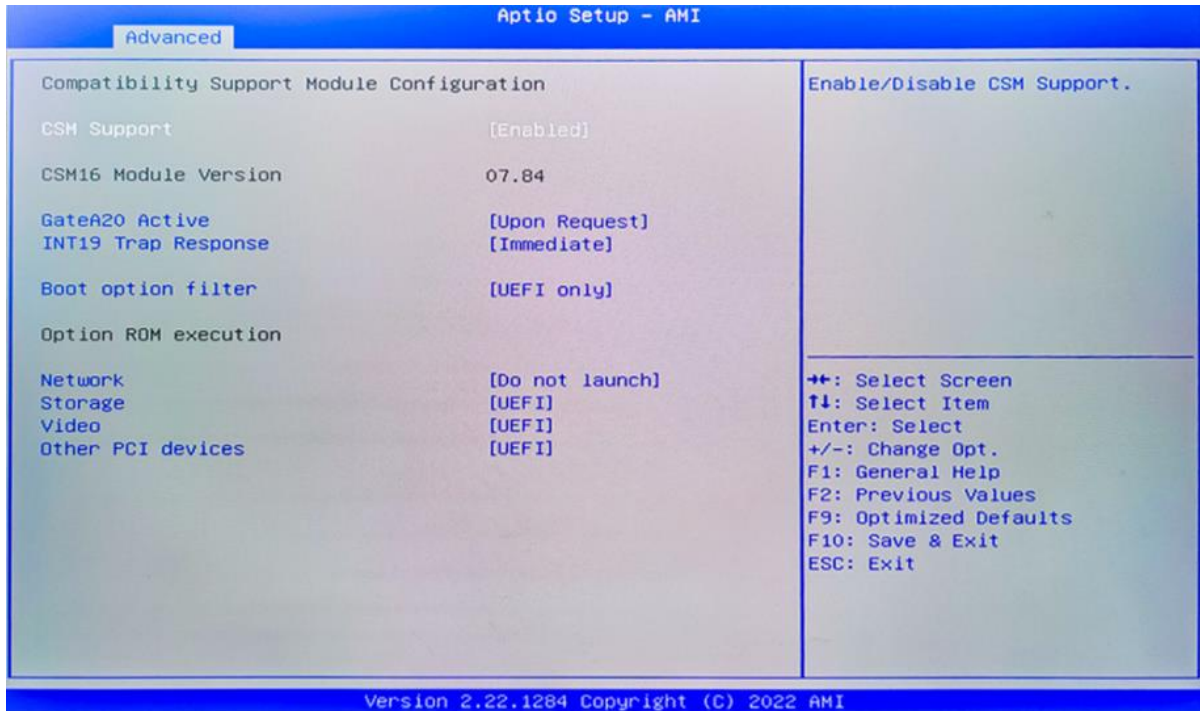 Aptio Setup - AMI
Advanced
Compatibility Support Module Configuration
CSM Support [Enabled]
CSM16 Module Version 07.84
GateA20 Active [Upon Request]
INT19 Trap Response [Immediate]
Boot option filter [UEFI only]
Option ROM execution
Network [Do not launch]
Storage [UEFI]
Video [UEFI]
Other PCI devices [UEFI]
Enable/Disable CSM Support.
→←: Select Screen
↑↓: Select Item
Enter: Select
+/-: Change Opt.
F1: General Help
F2: Previous Values
F9: Optimized Defaults
F10: Save & Exit
ESC: Exit
Version 2.22.1284 Copyright (C) 2022 AMI